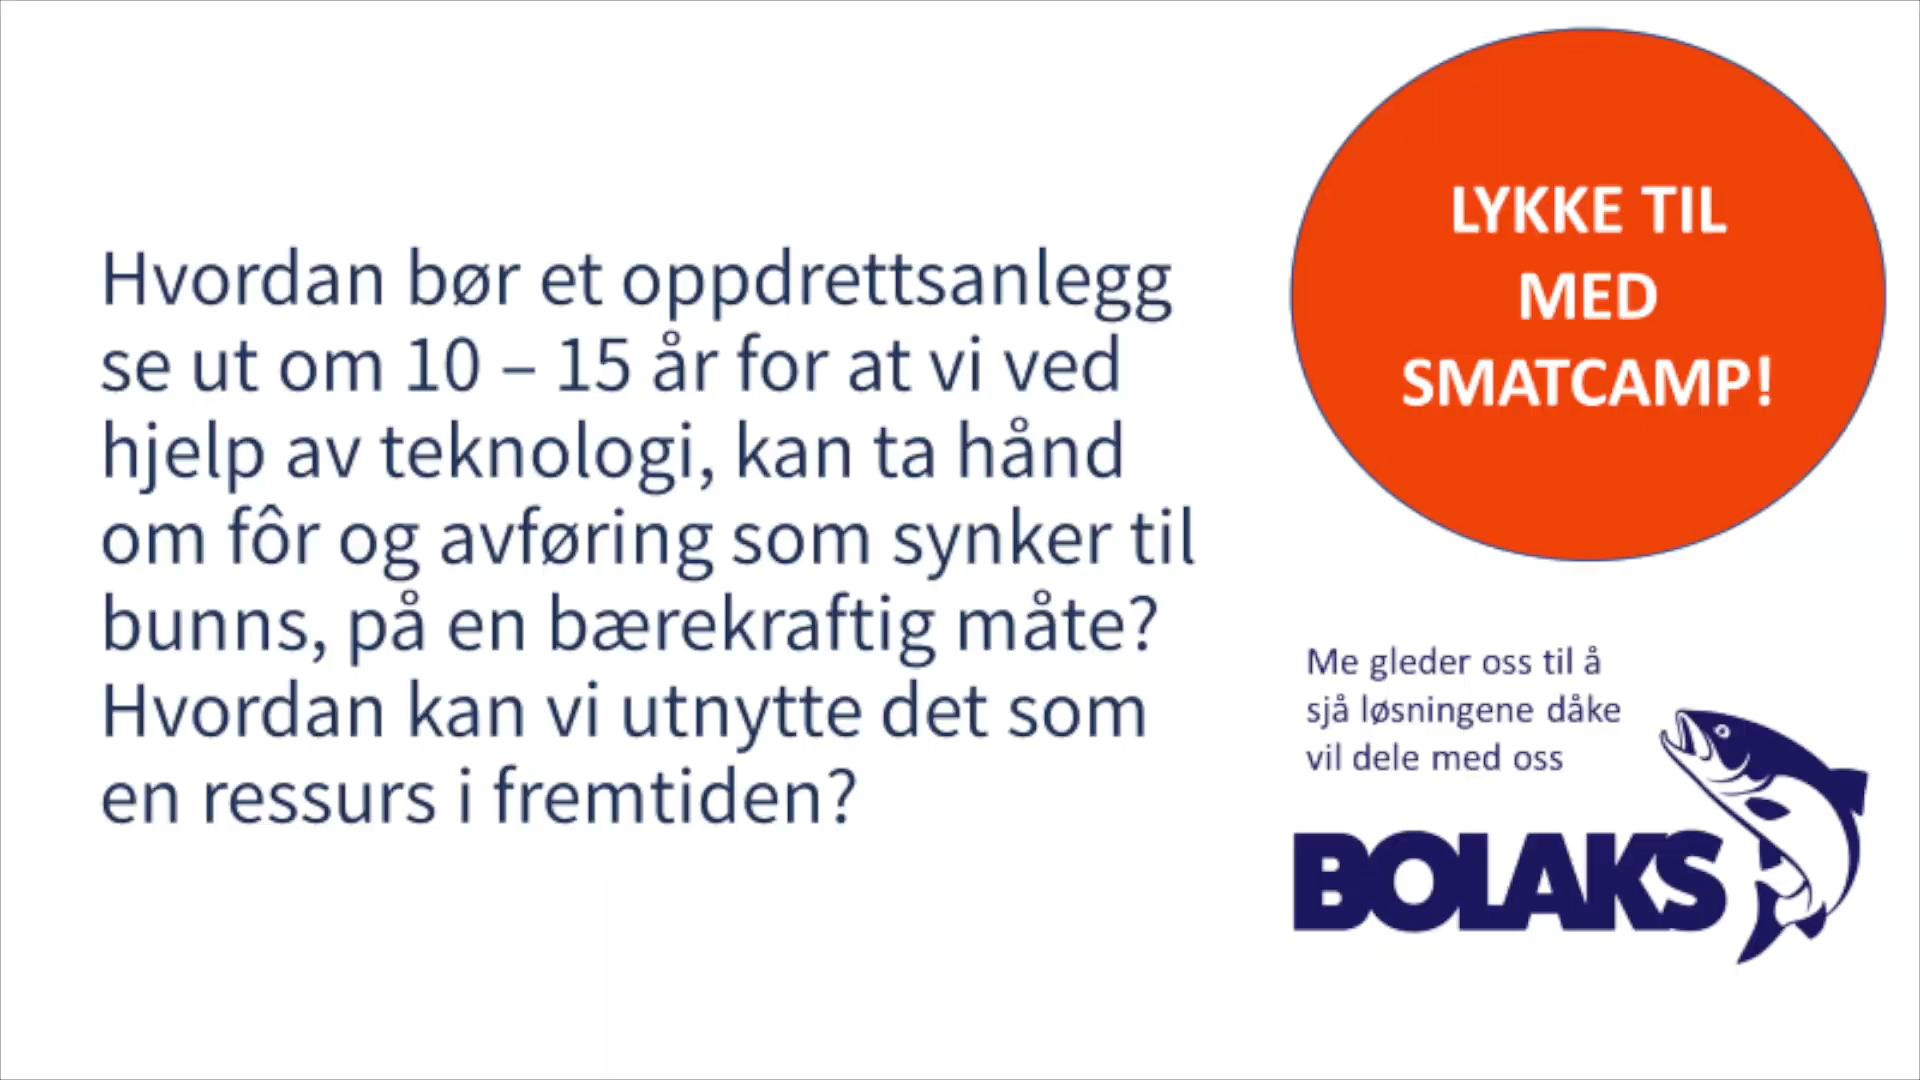 Hvordan bør et oppdrettsanlegg
se ut om 10 – 15 år for at vi ved
hjelp av teknologi, kan ta hånd
om fôr og avføring som synker til
bunns, på en bærekraftig måte?
Hvordan kan vi utnytte det som
en ressurs i fremtiden?
LYKKE TIL
MED
SMATCAMP!
Me gleder oss til å
sjå løsningene dåke
vil dele med oss
BOLAKS